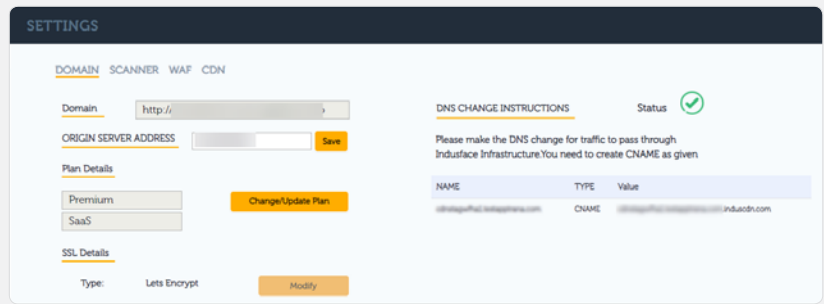 SETTINGS
DOMAIN SCANNER WAF CDN
Domain http:/
ORIGIN SERVER ADDRESS Save
Plan Details
Premium
Change/Update Plan
SaaS
SSL Details
Type: Lets Encrypt Modify
DNS CHANGE INSTRUCTIONS Status
Please make the DNS change for traffic to pass through
Indusface Infrastructure.You need to create CNAME as given
NAME TYPE Value
CNAME .induscdn.com